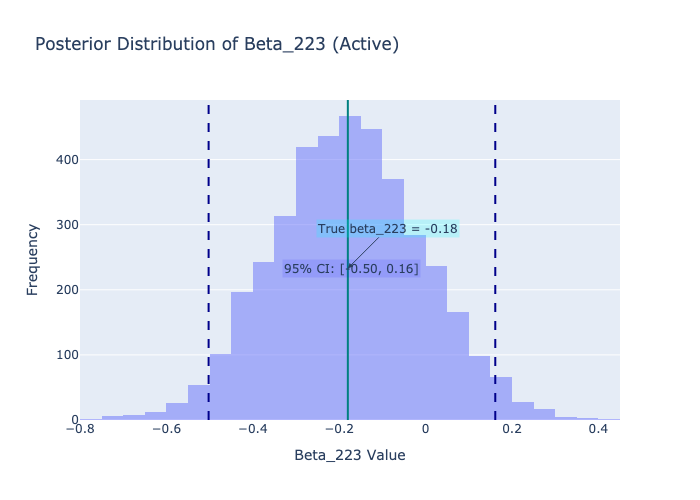 Posterior Distribution of Beta_223 (Active)
400
300
200
100
0
Frequency
True beta_223 = -0.18
95% CI: [-0.50, 0.16]
−0.8 −0.6 −0.4 −0.2 0 0.2 0.4
Beta_223 Value